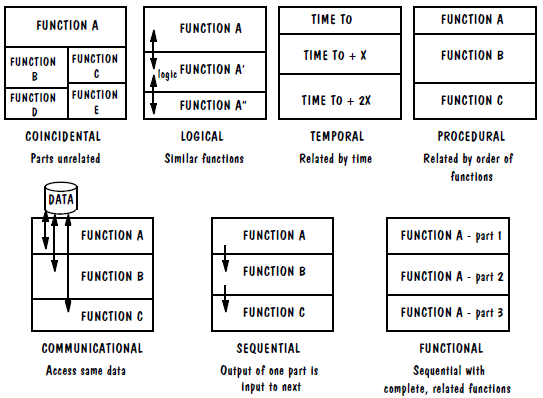 FUNCTION A
FUNCTION
B
FUNCTION
C
FUNCTION
D
FUNCTION
E
COINCIDENTAL
Parts unrelated
FUNCTION A
logic
FUNCTION A'
FUNCTION A"
LOGICAL
Similar functions
TIME TO
TIME TO + X
TIME TO + 2X
TEMPORAL
Related by time
FUNCTION A
FUNCTION B
FUNCTION C
PROCEDURAL
Related by order of
functions
DATA
FUNCTION A
FUNCTION B
FUNCTION C
COMMUNICATIONAL
Access same data
FUNCTION A
FUNCTION B
FUNCTION C
SEQUENTIAL
Output of one part is
input to next
FUNCTION A - part 1
FUNCTION A - part 2
FUNCTION A - part 3
FUNCTIONAL
Sequential with
complete, related functions